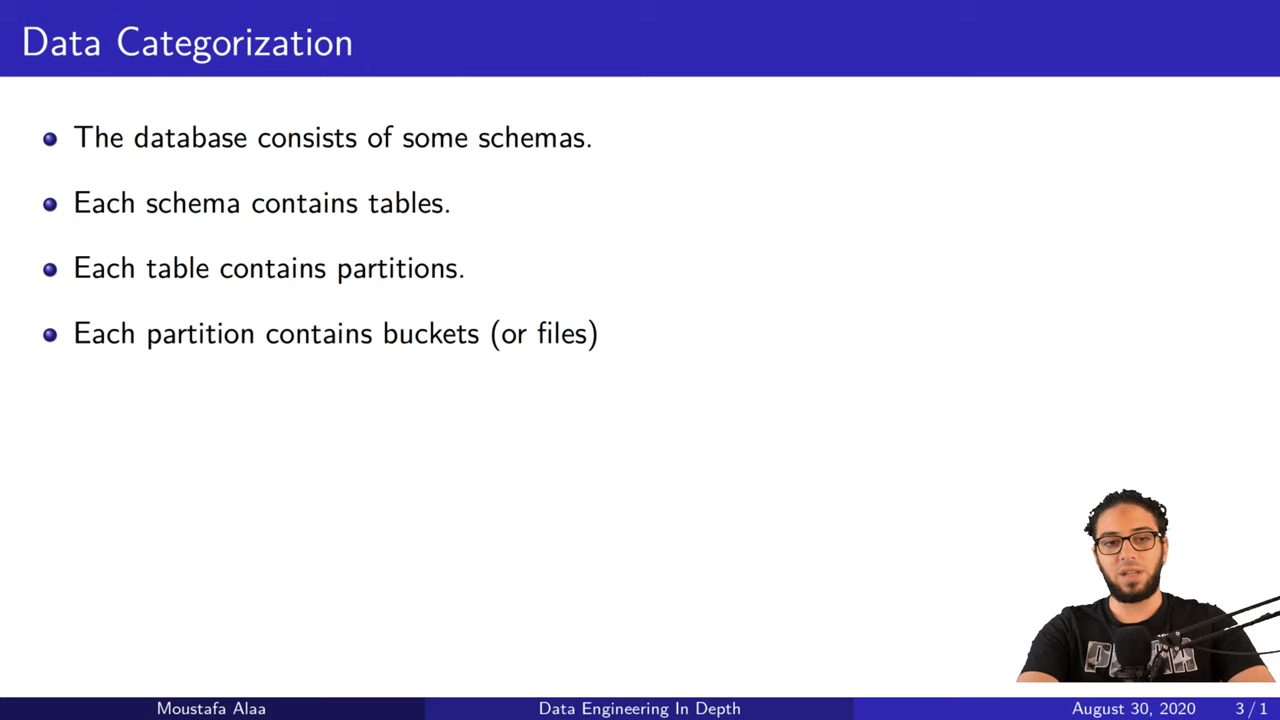 Data Categorization
The database consists of some schemas.
Each schema contains tables.
Each table contains partitions.
Each partition contains buckets (or files)
Moustafa Alaa
Data Engineering In Depth
August 30, 2020
3 / 1